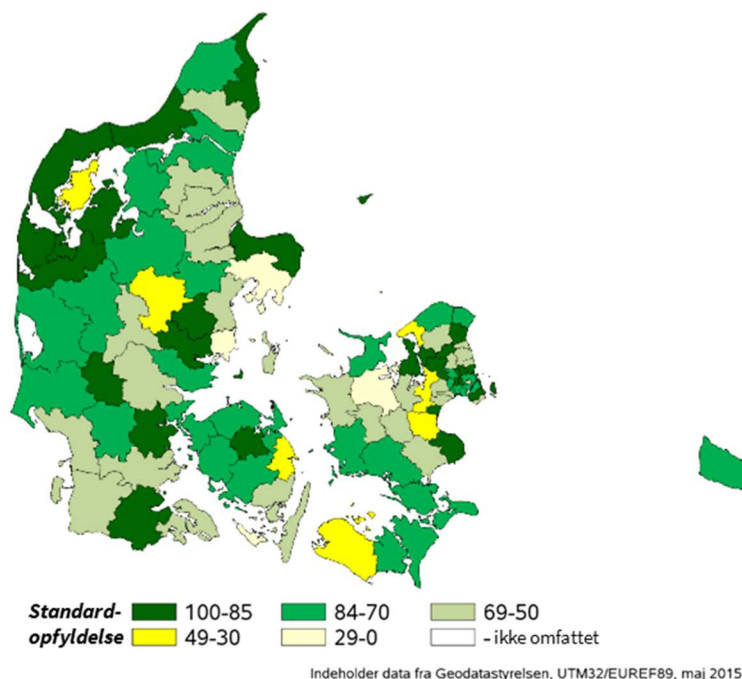 Standard-
opfyldelse
100-85
84-70
69-50
49-30
29-0
- ikke omfattet
Indeholder data fra Geodatastyrelsen, UTM32/EUREF89, maj 2015